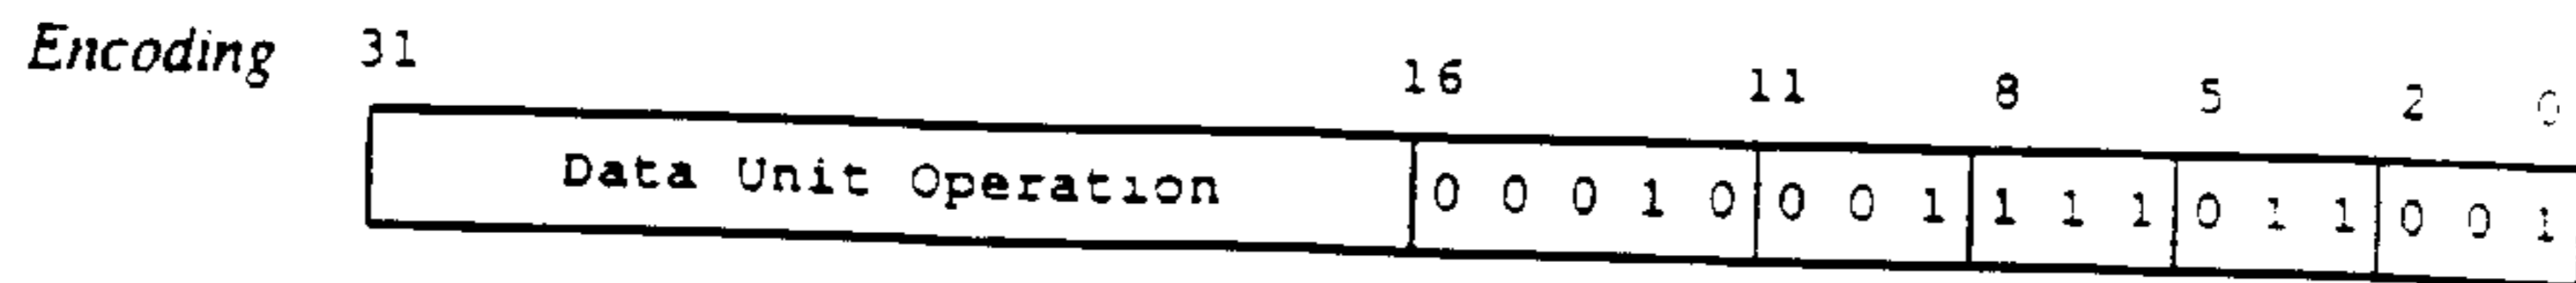 Encoding 31 16 11 8 5 2 0
Data Unit Operation 0 0 0 1 0 0 0 1 1 1 1 0 1 1 0 0 1